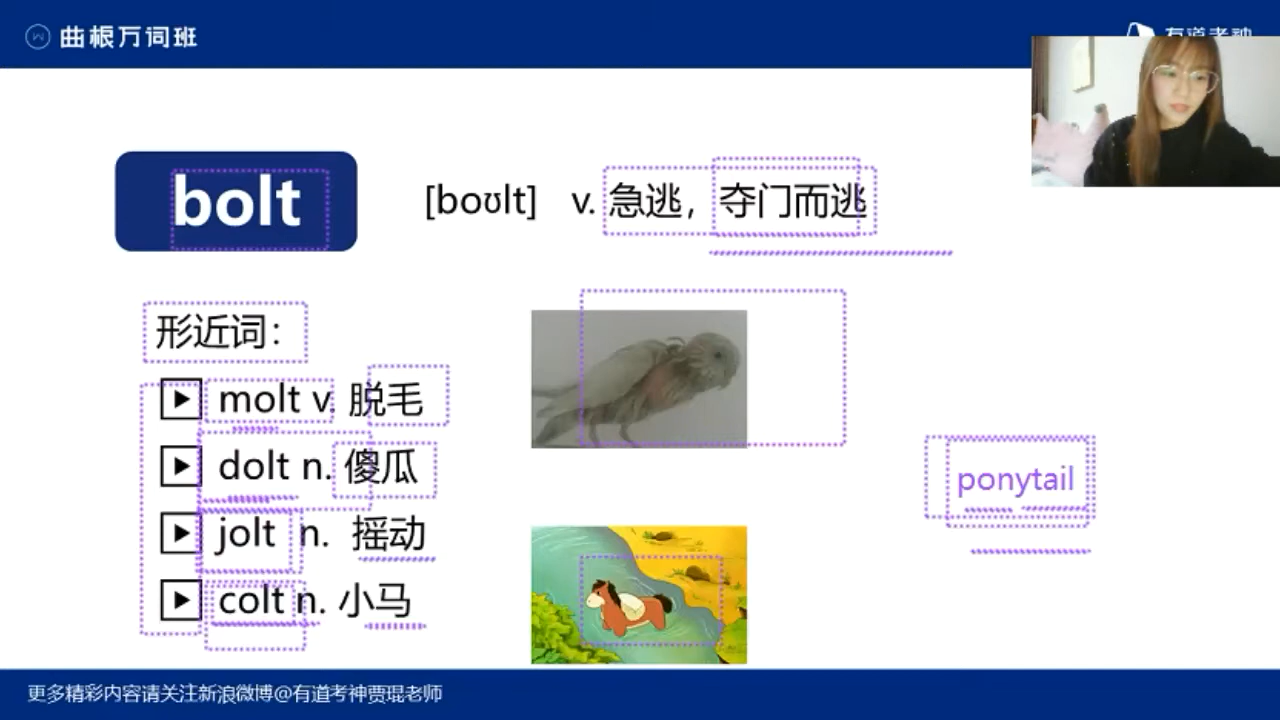 曲根万词班
有道考神
bolt
[boʊlt] v. 急逃，夺门而逃
形近词：
molt v. 脱毛
dolt n. 傻瓜
jolt n. 摇动
colt n. 小马
ponytail
更多精彩内容请关注新浪微博@有道考神贾琨老师